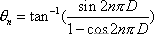 θₙ = tan⁻¹(sin 2nπD / 1 − cos 2nπD)